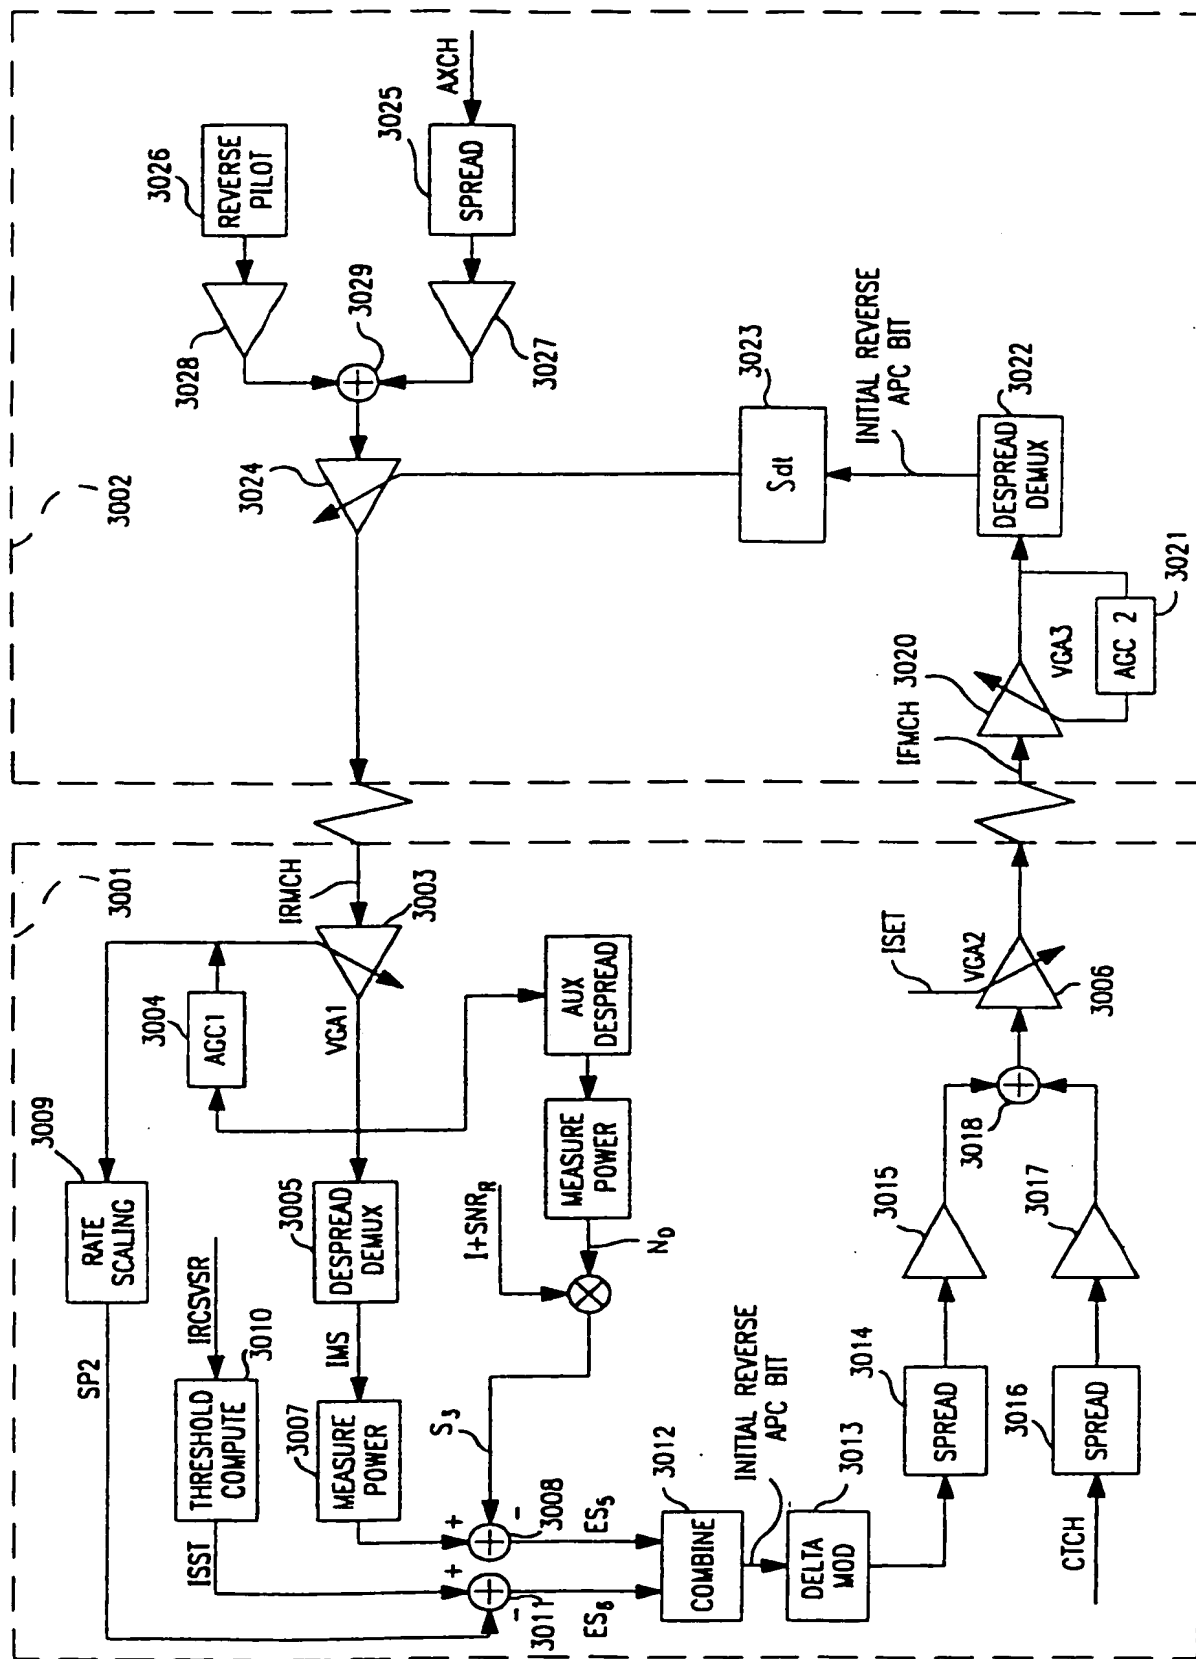 3001
RATE
SCALING
3009
SP2
AGC1
3004
IRMCH
3003
VGA1
IRCSVSR
THRESHOLD
COMPUTE
3010
ISST
DESPREAD
DEMUX
3005
IMS
MEASURE
POWER
3007
AUX
DESPREAD
MEASURE
POWER
N0
I+SNRR
S3
+
-
3008
ES5
+
-
3011
ES6
COMBINE
3012
INITIAL REVERSE
APC BIT
DELTA
MOD
3013
SPREAD
3014
3015
CTCH
SPREAD
3016
3017
3018
ISET
VGA2
3006
3002
REVERSE
PILOT
3026
3028
AXCH
SPREAD
3025
3027
3029
3024
Sdt
3023
INITIAL REVERSE
APC BIT
DESPREAD
DEMUX
3022
IFMCH
3020
VGA3
AGC 2
3021